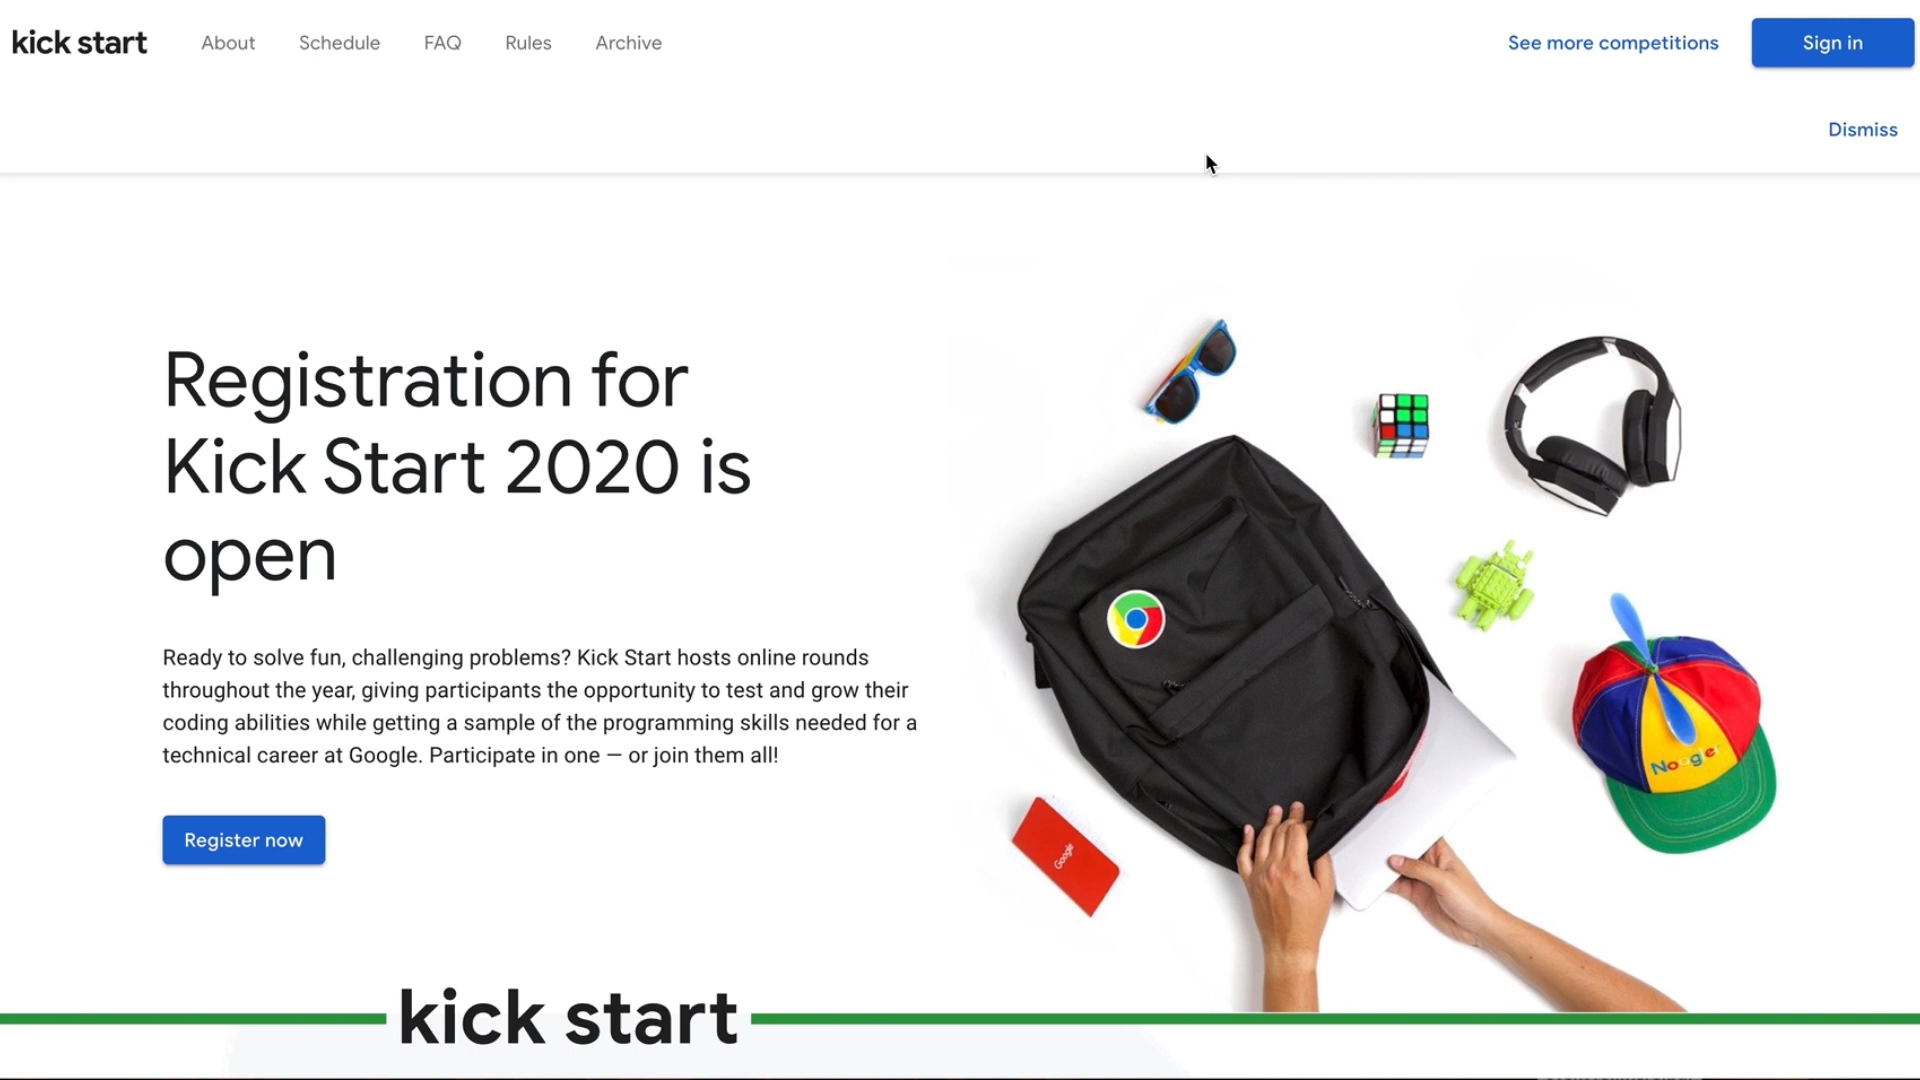 kick start
About
Schedule
FAQ
Rules
Archive
See more competitions
Sign in
Dismiss
Registration for
Kick Start 2020 is
open
Ready to solve fun, challenging problems? Kick Start hosts online rounds
throughout the year, giving participants the opportunity to test and grow their
coding abilities while getting a sample of the programming skills needed for a
technical career at Google. Participate in one — or join them all!
Register now
Google
Noogler
kick start